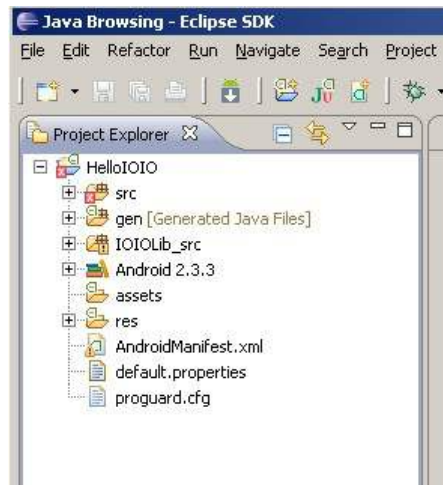 Java Browsing - Eclipse SDK
File Edit Refactor Run Navigate Search Project
Project Explorer
HelloIOIO
src
gen [Generated Java Files]
IOIOLib_src
Android 2.3.3
assets
res
AndroidManifest.xml
default.properties
proguard.cfg